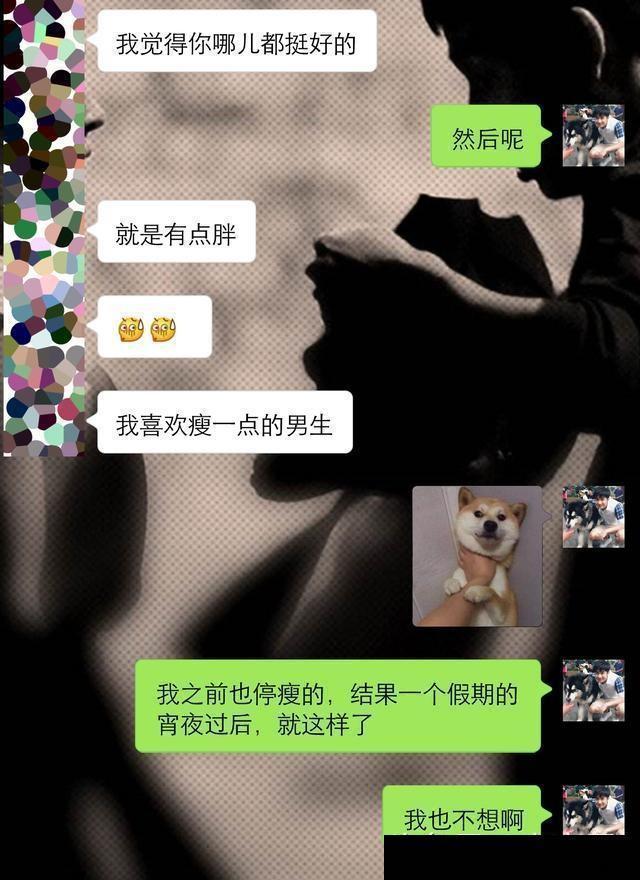 我觉得你哪儿都挺好的
然后呢
就是有点胖
我喜欢瘦一点的男生
我之前也停瘦的，结果一个假期的
宵夜过后，就这样了
我也不想啊